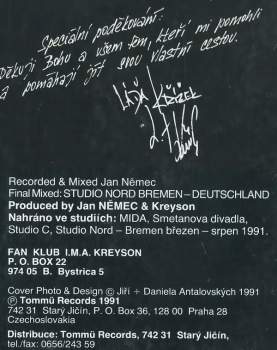 Speciální poděkování:
Děkuji Bohu a všem těm, kteří mi pomohli
a pomáhají jít svou vlastní cestou.
Recorded & Mixed Jan Němec
Final Mixed: STUDIO NORD BREMEN – DEUTSCHLAND
Produced by Jan NĚMEC & Kreyson
Nahráno ve studiích: MIDA, Smetanova divadla,
Studio C, Studio Nord – Bremen březen – srpen 1991.
FAN KLUB I.M.A. KREYSON
P. O. BOX 22
974 05 B. Bystrica 5
Cover Photo & Design © Jiří + Daniela Antalovských 1991
Ⓟ Tommü Records 1991
742 31 Starý Jičín, P. O. Box 36, 128 00 Praha 28
Czechoslovakia
Distribuce: Tommü Records, 742 31 Starý Jičín,
tel./fax: 0656/243 59